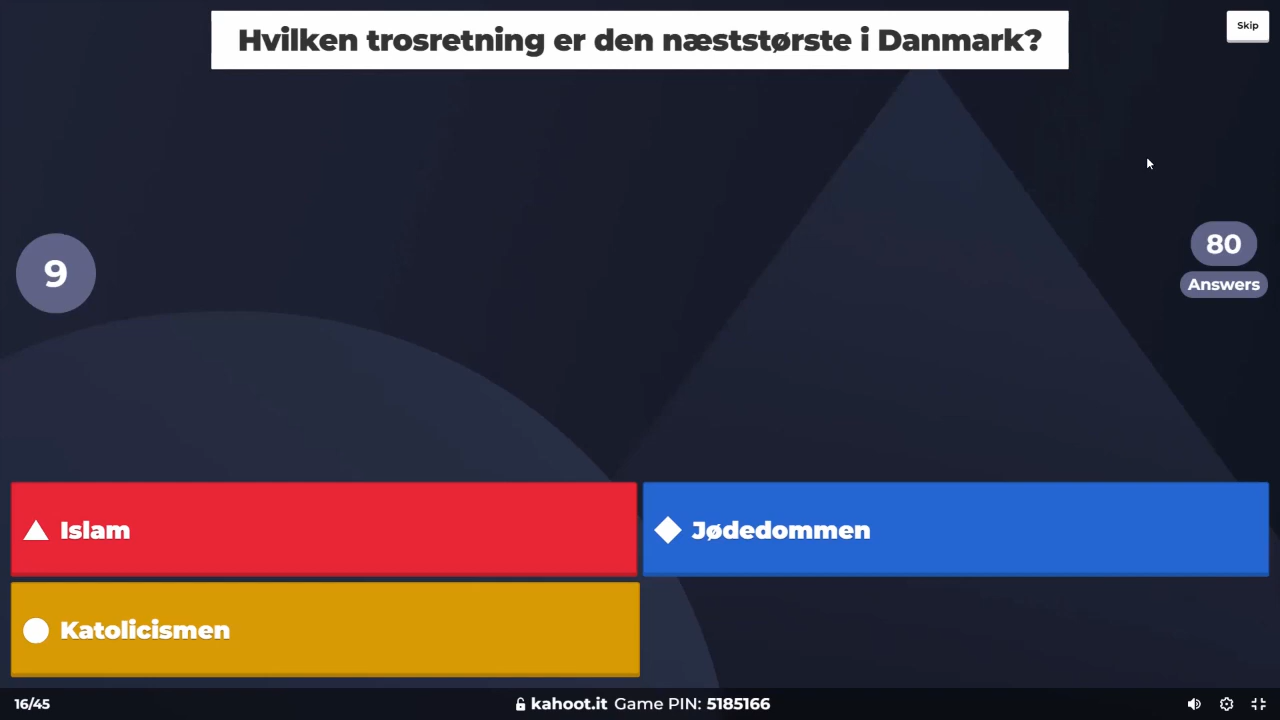 Hvilken trosretning er den næststørste i Danmark?
Skip
9
80
Answers
Islam
Jødedommen
Katolicismen
16/45
kahoot.it Game PIN: 5185166